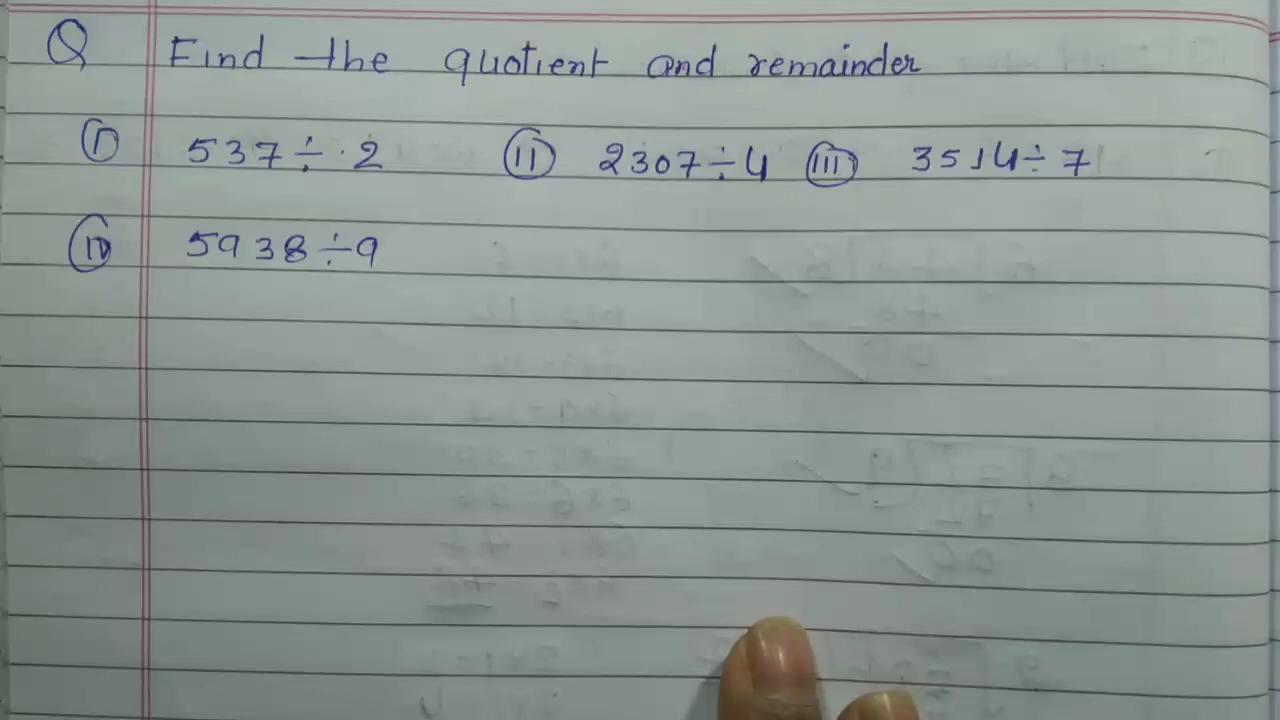 Q Find the quotient and remainder
(I) 537 ÷ 2 (II) 2307 ÷ 4 (III) 3514 ÷ 7
(IV) 5938 ÷ 9